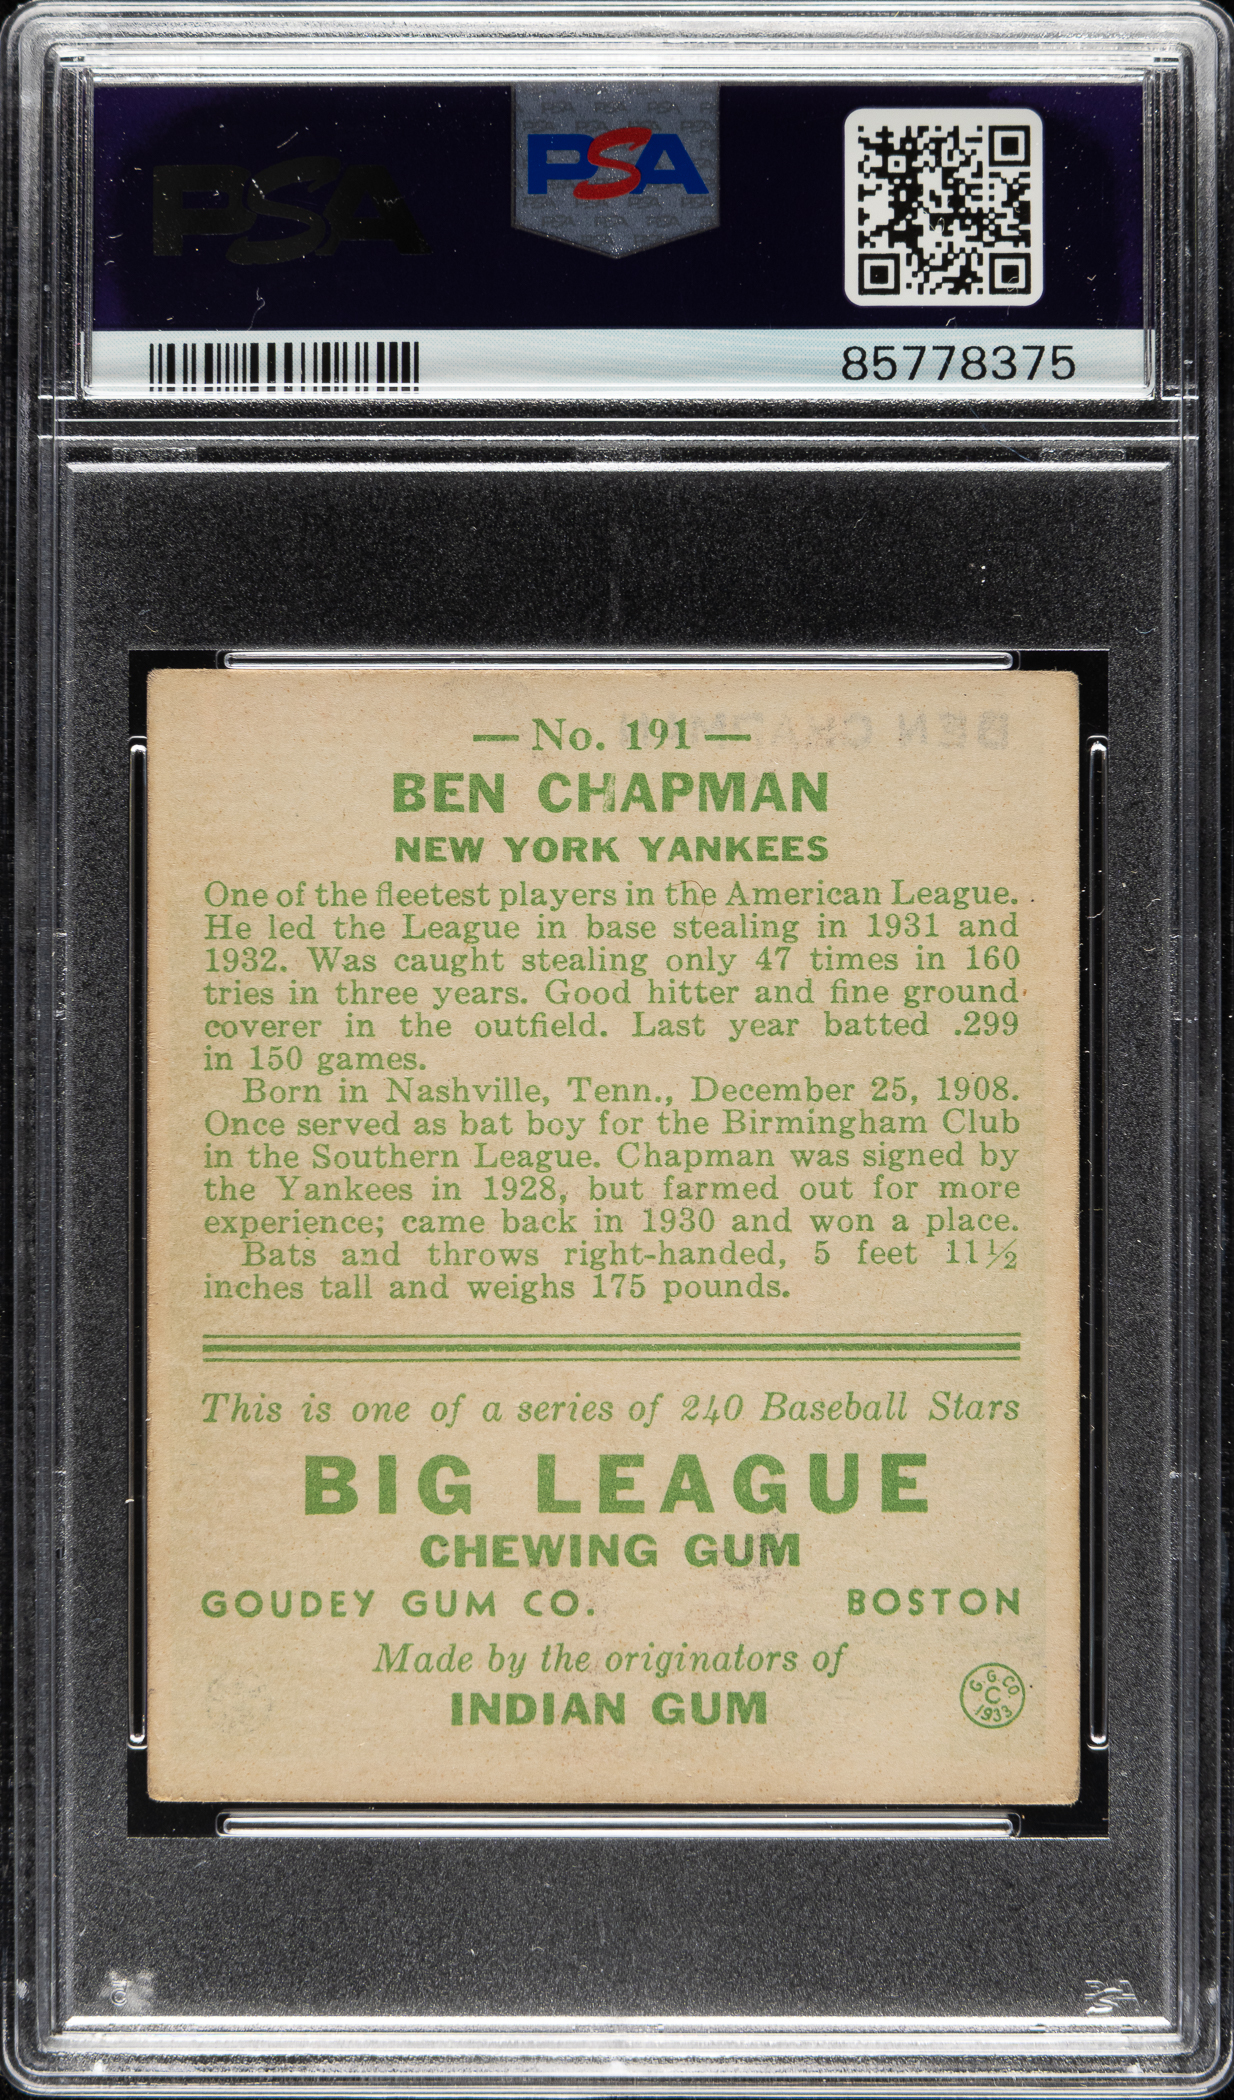 PSA
PSA
85778375
— No. 191 —
BEN CHAPMAN
NEW YORK YANKEES
One of the fleetest players in the American League.
He led the League in base stealing in 1931 and
1932. Was caught stealing only 47 times in 160
tries in three years. Good hitter and fine ground
coverer in the outfield. Last year batted .299
in 150 games.
Born in Nashville, Tenn., December 25, 1908.
Once served as bat boy for the Birmingham Club
in the Southern League. Chapman was signed by
the Yankees in 1928, but farmed out for more
experience; came back in 1930 and won a place.
Bats and throws right-handed, 5 feet 11½
inches tall and weighs 175 pounds.
This is one of a series of 240 Baseball Stars
BIG LEAGUE
CHEWING GUM
GOUDEY GUM CO. BOSTON
Made by the originators of
INDIAN GUM
G. G. CO.
C
1933
PSA